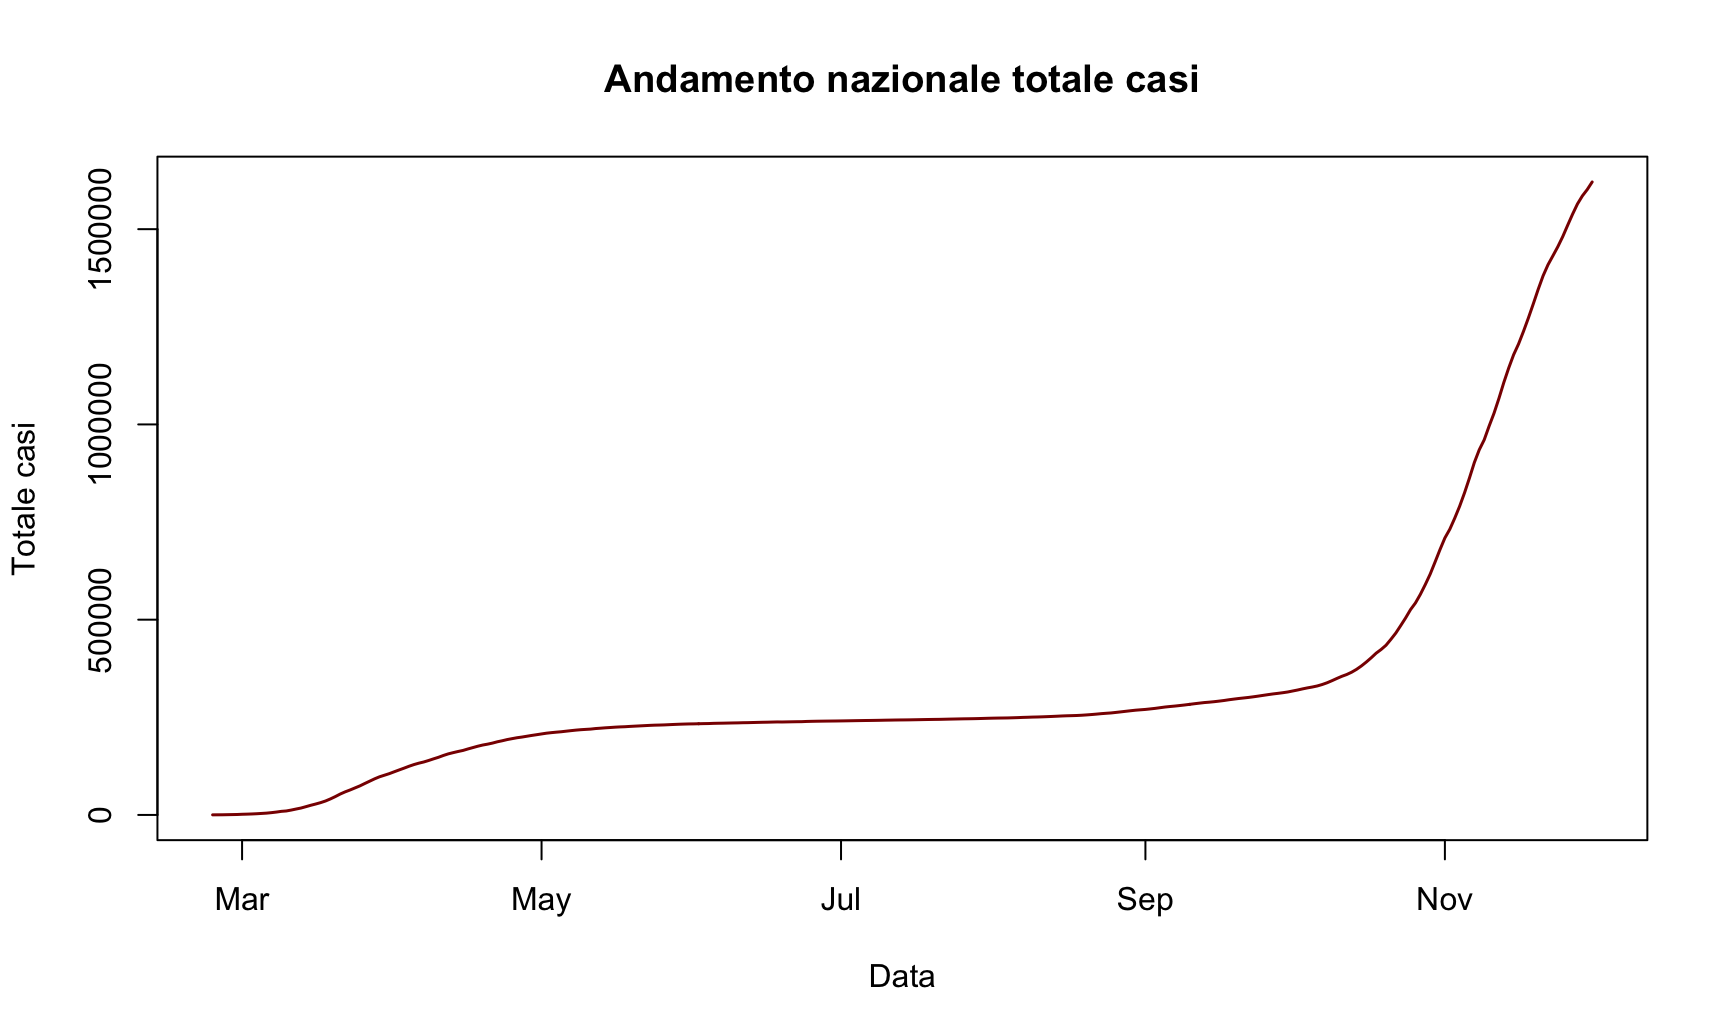 Andamento nazionale totale casi
Totale casi
1500000
1000000
500000
0
Mar May Jul Sep Nov
Data